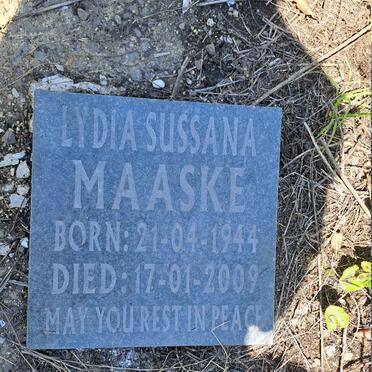 LYDIA SUSSANA
MAASKE
BORN: 21-04-1944
DIED: 17-01-2009
MAY YOU REST IN PEACE